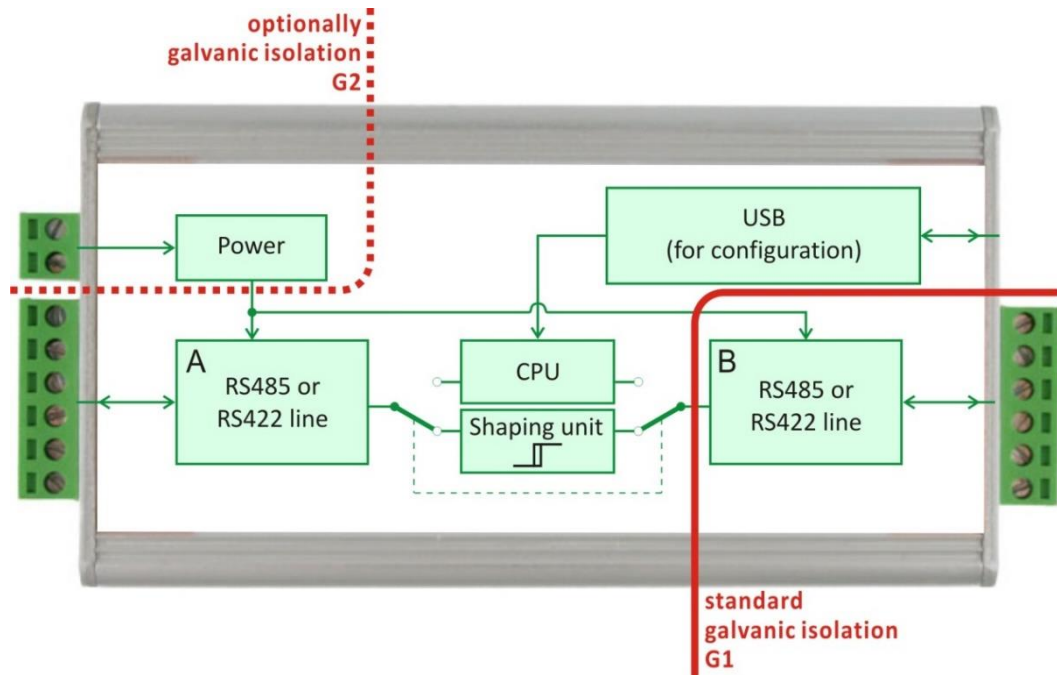 optionally
galvanic isolation
G2
Power
USB
(for configuration)
A
RS485 or
RS422 line
CPU
Shaping unit
B
RS485 or
RS422 line
standard
galvanic isolation
G1